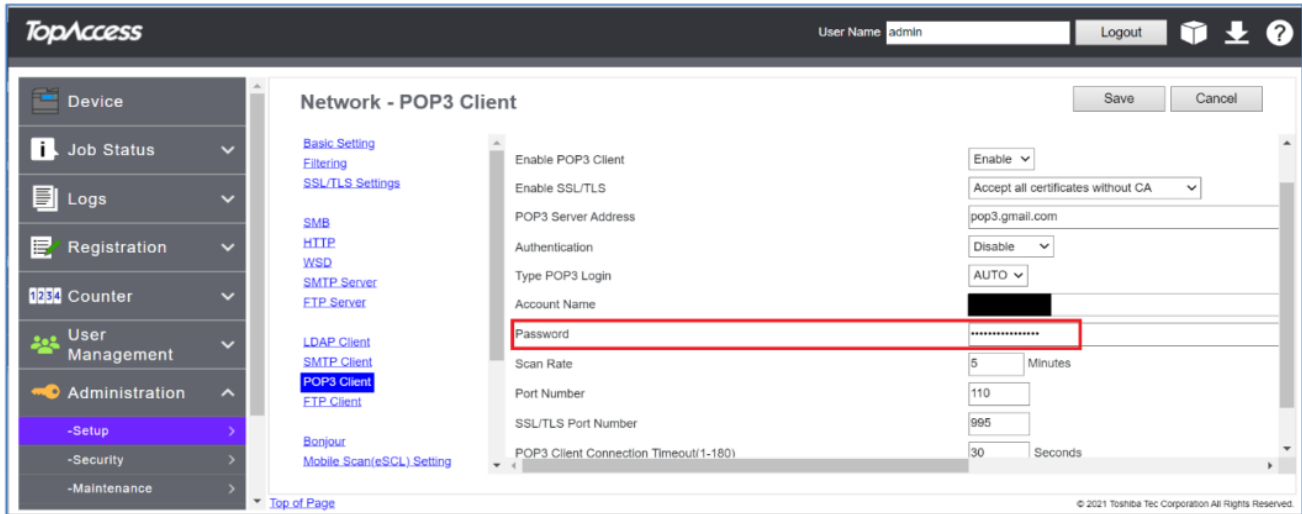 TopAccess
User Name admin Logout
Device
Job Status
Logs
Registration
1234 Counter
User
Management
Administration
-Setup
-Security
-Maintenance
Network - POP3 Client
Save Cancel
Basic Setting
Filtering
SSL/TLS Settings
SMB
HTTP
WSD
SMTP Server
FTP Server
LDAP Client
SMTP Client
POP3 Client
FTP Client
Bonjour
Mobile Scan(eSCL) Setting
Enable POP3 Client Enable
Enable SSL/TLS Accept all certificates without CA
POP3 Server Address pop3.gmail.com
Authentication Disable
Type POP3 Login AUTO
Account Name
Password ••••••••••••••••
Scan Rate 5 Minutes
Port Number 110
SSL/TLS Port Number 995
POP3 Client Connection Timeout(1-180) 30 Seconds
Top of Page
© 2021 Toshiba Tec Corporation All Rights Reserved.